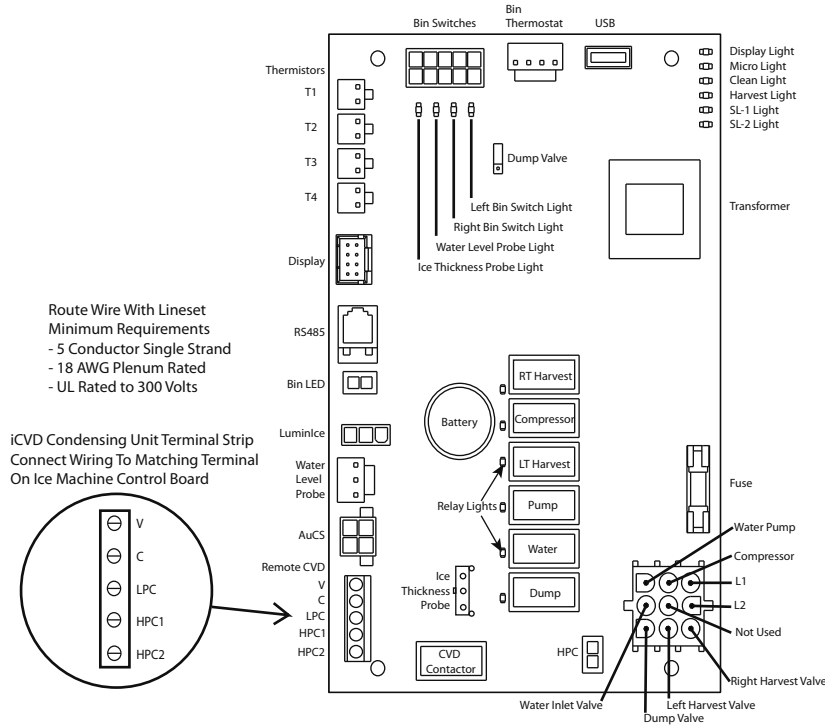 Bin Switches
Bin
Thermostat
USB
Display Light
Micro Light
Clean Light
Harvest Light
SL-1 Light
SL-2 Light
Thermistors
T1
T2
T3
T4
Dump Valve
Left Bin Switch Light
Right Bin Switch Light
Water Level Probe Light
Ice Thickness Probe Light
Transformer
Display
Route Wire With Lineset
Minimum Requirements
- 5 Conductor Single Strand
- 18 AWG Plenum Rated
- UL Rated to 300 Volts
RS485
Bin LED
LuminIce
Water
Level
Probe
AuCS
Remote CVD
V
C
LPC
HPC1
HPC2
iCVD Condensing Unit Terminal Strip
Connect Wiring To Matching Terminal
On Ice Machine Control Board
V
C
LPC
HPC1
HPC2
Battery
RT Harvest
Compressor
LT Harvest
Pump
Water
Dump
Relay Lights
Ice
Thickness
Probe
CVD
Contactor
HPC
Fuse
Water Pump
Compressor
L1
L2
Not Used
Right Harvest Valve
Left Harvest Valve
Dump Valve
Water Inlet Valve